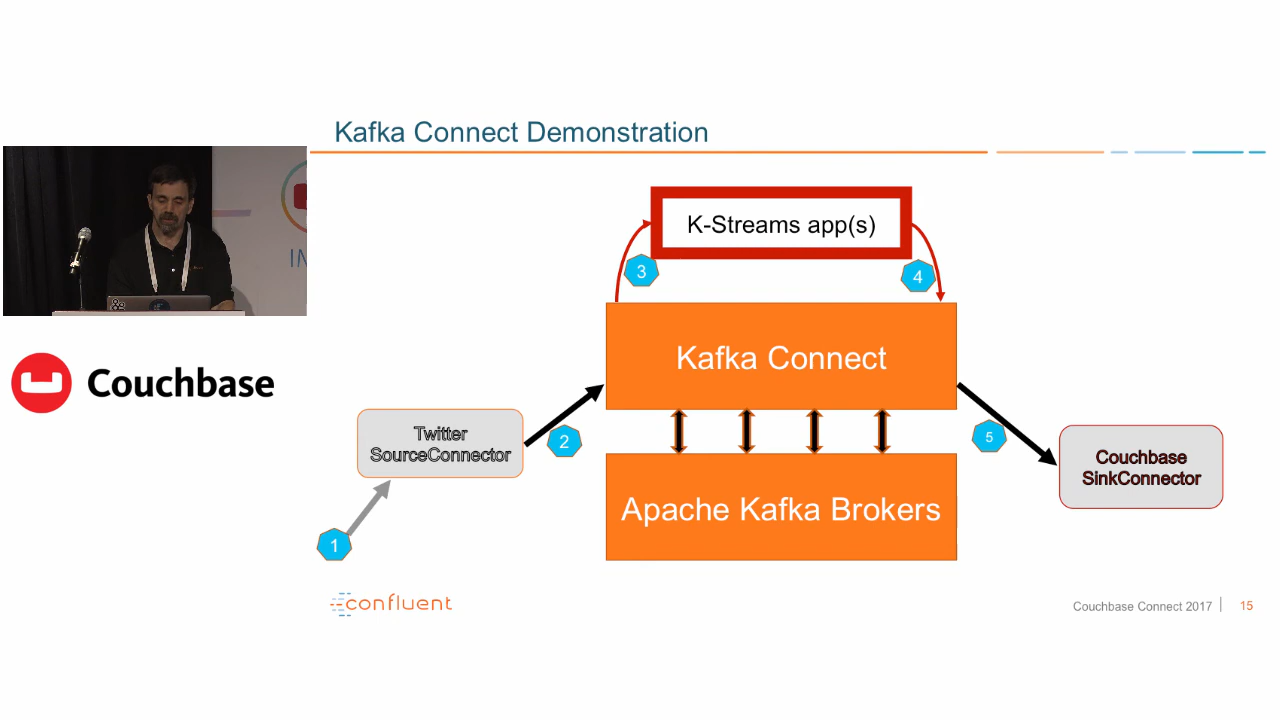 Kafka Connect Demonstration
K-Streams app(s)
3
4
IN
Kafka Connect
Couchbase
Twitter
SourceConnector
2
5
Couchbase
SinkConnector
Apache Kafka Brokers
1
confluent
Couchbase Connect 2017
15